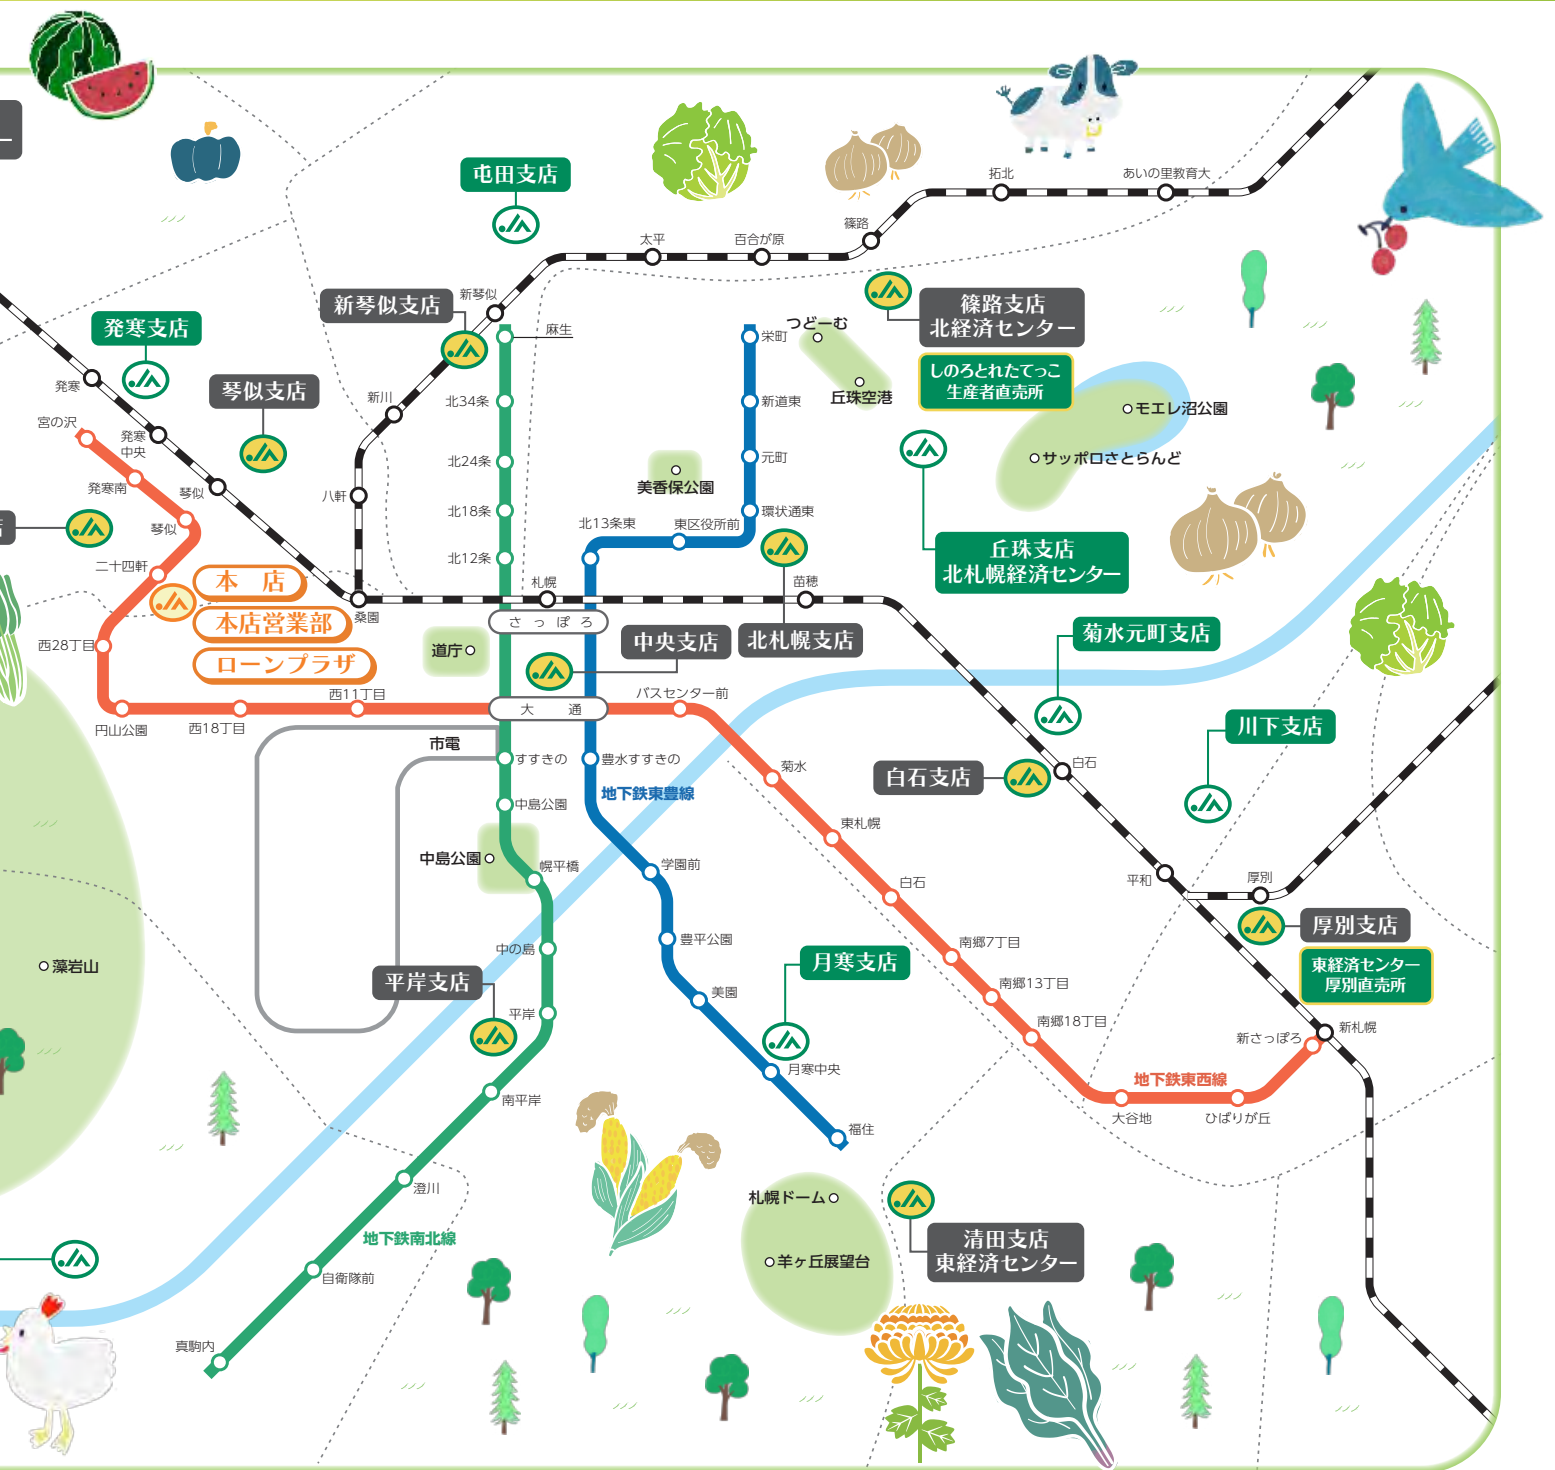 屯田支店
拓北
あいの里教育大
篠路
太平
百合が原
新琴似支店
新琴似
篠路支店
北経済センター
発寒支店
麻生
つどーむ
栄町
しのろとれたてっこ
生産者直売所
発寒
琴似支店
新川
北34条
新道東
丘珠空港
モエレ沼公園
宮の沢
発寒
中央
北24条
元町
サッポロさとらんど
発寒南
琴似
八軒
美香保公園
店
琴似
北18条
北13条東
東区役所前
環状通東
丘珠支店
北札幌経済センター
二十四軒
北12条
本 店
札幌
苗穂
本店営業部
桑園
さっぽろ
西28丁目
道庁
中央支店
北札幌支店
菊水元町支店
ローンプラザ
西11丁目
バスセンター前
大 通
円山公園
西18丁目
川下支店
市電
すすきの
豊水すすきの
菊水
白石支店
白石
地下鉄東豊線
中島公園
東札幌
中島公園
幌平橋
学園前
白石
平和
厚別
厚別支店
中の島
豊平公園
南郷7丁目
月寒支店
東経済センター
厚別直売所
藻岩山
平岸支店
美園
南郷13丁目
平岸
南郷18丁目
新さっぽろ
新札幌
月寒中央
地下鉄東西線
南平岸
大谷地
ひばりが丘
福住
澄川
札幌ドーム
地下鉄南北線
清田支店
東経済センター
羊ヶ丘展望台
自衛隊前
真駒内